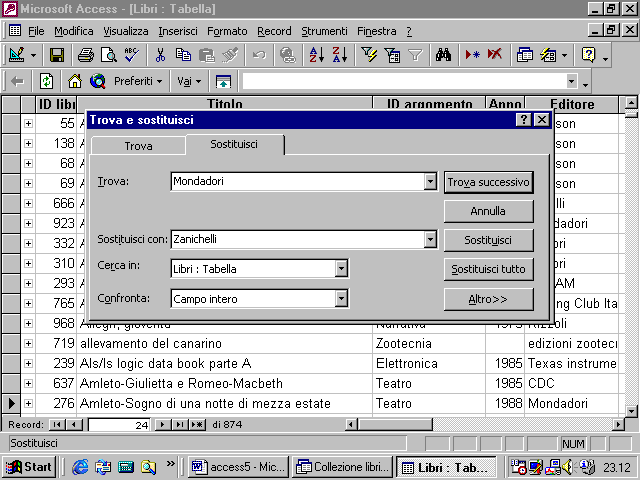 Microsoft Access - [Libri : Tabella]
File Modifica Visualizza Inserisci Formato Record Strumenti Finestra ?
Preferiti Vai
ID libr Titolo ID argomento Anno Editore
Trova e sostituisci
Trova Sostituisci
Trova: Mondadori Trova successivo
Annulla
Sostituisci con: Zanichelli Sostituisci
Cerca in: Libri : Tabella Sostituisci tutto
Confronta: Campo intero Altro>>
55 A son
138 A son
68 A son
69 A son
666 A lli
923 A dadori
332 A ori
310 A ori
293 A AM
765 A ng Club Ita
968 Allegri, gioventù Narrativa 1973 Rizzoli
719 allevamento del canarino Zootecnia edizioni zootec
239 Als/ls logic data book parte A Elettronica 1985 Texas instrume
637 Amleto-Giulietta e Romeo-Macbeth Teatro 1985 CDC
276 Amleto-Sogno di una notte di mezza estate Teatro 1988 Mondadori
Record: 24 di 874
Sostituisci NUM
Start access5 - Mic... Collezione libri... Libri : Tab... 23.12